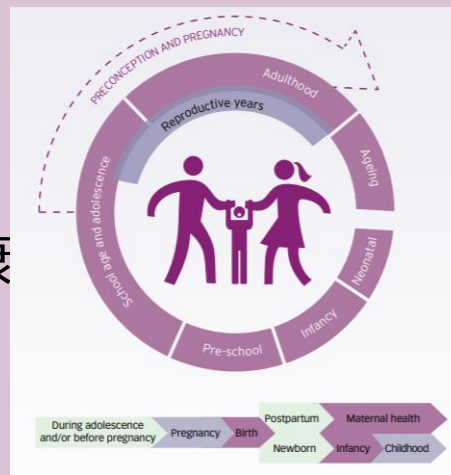 PRECONCEPTION AND PREGNANCY
Adulthood
Reproductive years
Ageing
School age and adolescence
Neonatal
Infancy
Pre-school
During adolescence
and/or before pregnancy
Pregnancy
Birth
Postpartum
Maternal health
Newborn
Infancy
Childhood